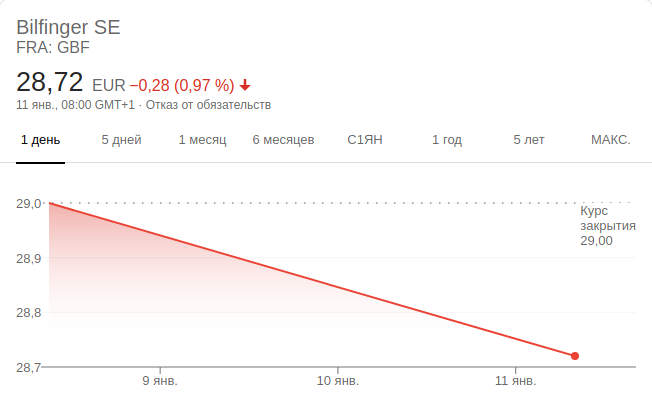 Bilfinger SE
FRA: GBF
28,72 EUR −0,28 (0,97 %)
11 янв., 08:00 GMT+1 · Отказ от обязательств
1 день 5 дней 1 месяц 6 месяцев С1ЯН 1 год 5 лет МАКС.
29,0
Курс
закрытия
29,00
28,9
28,8
28,7
9 янв. 10 янв. 11 янв.